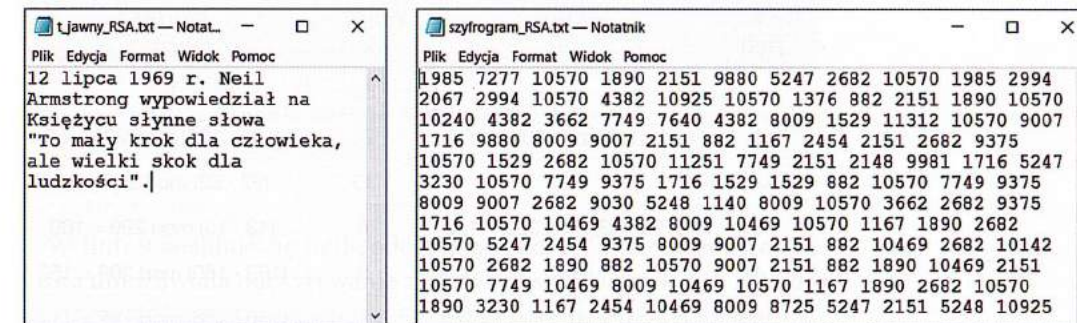 t_jawny_RSA.txt — Notat...
Plik Edycja Format Widok Pomoc
12 lipca 1969 r. Neil
Armstrong wypowiedział na
Księżycu słynne słowa
"To mały krok dla człowieka,
ale wielki skok dla
ludzkości".
szyfrogram_RSA.txt — Notatnik
Plik Edycja Format Widok Pomoc
1985 7277 10570 1890 2151 9880 5247 2682 10570 1985 2994
2067 2994 10570 4382 10925 10570 1376 882 2151 1890 10570
10240 4382 3662 7749 7640 4382 8009 1529 11312 10570 9007
1716 9880 8009 9007 2151 882 1167 2454 2151 2682 9375
10570 1529 2682 10570 11251 7749 2151 2148 9981 1716 5247
3230 10570 7749 9375 1716 1529 1529 882 10570 7749 9375
8009 9007 2682 9030 5248 1140 8009 10570 3662 2682 9375
1716 10570 10469 4382 8009 10469 10570 1167 1890 2682
10570 5247 2454 9375 8009 9007 2151 882 10469 2682 10142
10570 2682 1890 882 10570 9007 2151 882 1890 10469 2151
10570 7749 10469 8009 10469 10570 1167 1890 2682 10570
1890 3230 1167 2454 10469 8009 8725 5247 2151 5248 10925